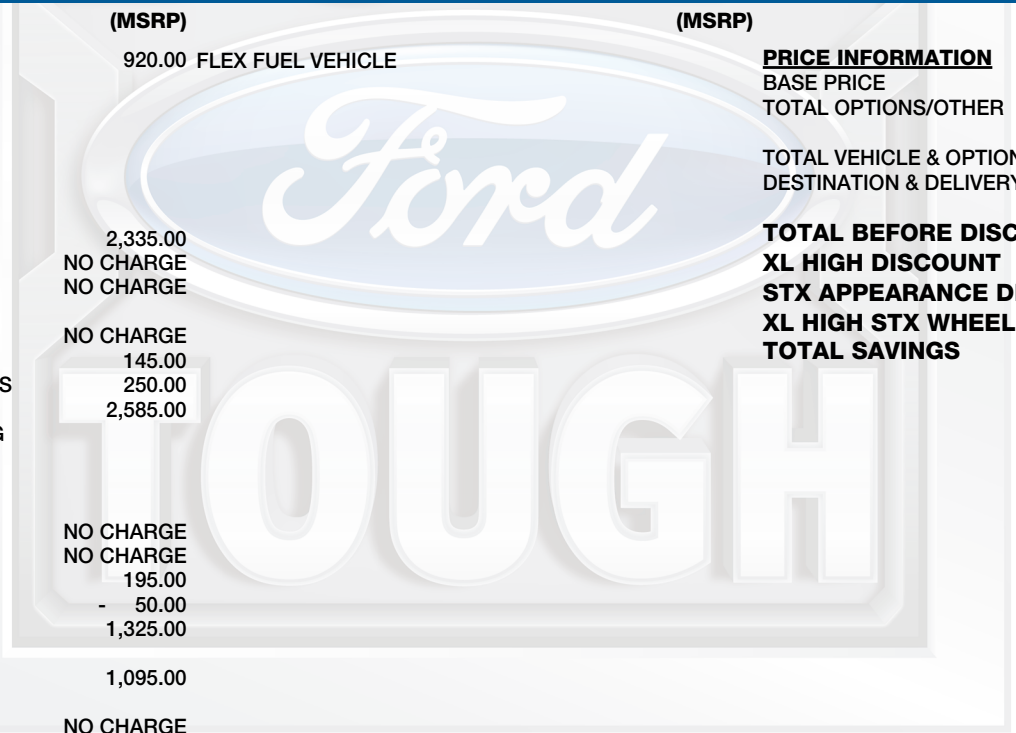 (MSRP)
920.00 FLEX FUEL VEHICLE
2,335.00
NO CHARGE
NO CHARGE
NO CHARGE
145.00
S 250.00
2,585.00
G
NO CHARGE
NO CHARGE
195.00
- 50.00
1,325.00
1,095.00
NO CHARGE
(MSRP)
PRICE INFORMATION
BASE PRICE
TOTAL OPTIONS/OTHER
TOTAL VEHICLE & OPTION
DESTINATION & DELIVERY
TOTAL BEFORE DISC
XL HIGH DISCOUNT
STX APPEARANCE D
XL HIGH STX WHEEL
TOTAL SAVINGS
Ford
TOUGH